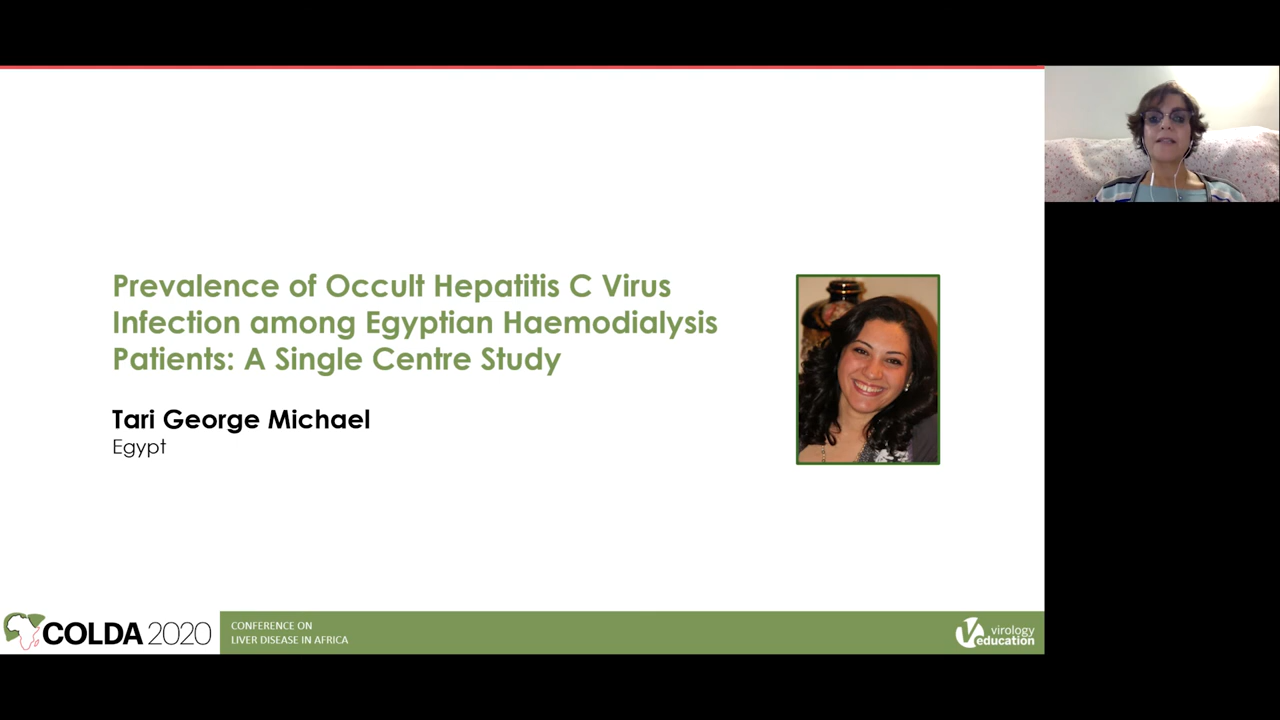 Prevalence of Occult Hepatitis C Virus
Infection among Egyptian Haemodialysis
Patients: A Single Centre Study
Tari George Michael
Egypt
COLDA 2020
CONFERENCE ON
LIVER DISEASE IN AFRICA
virology
education